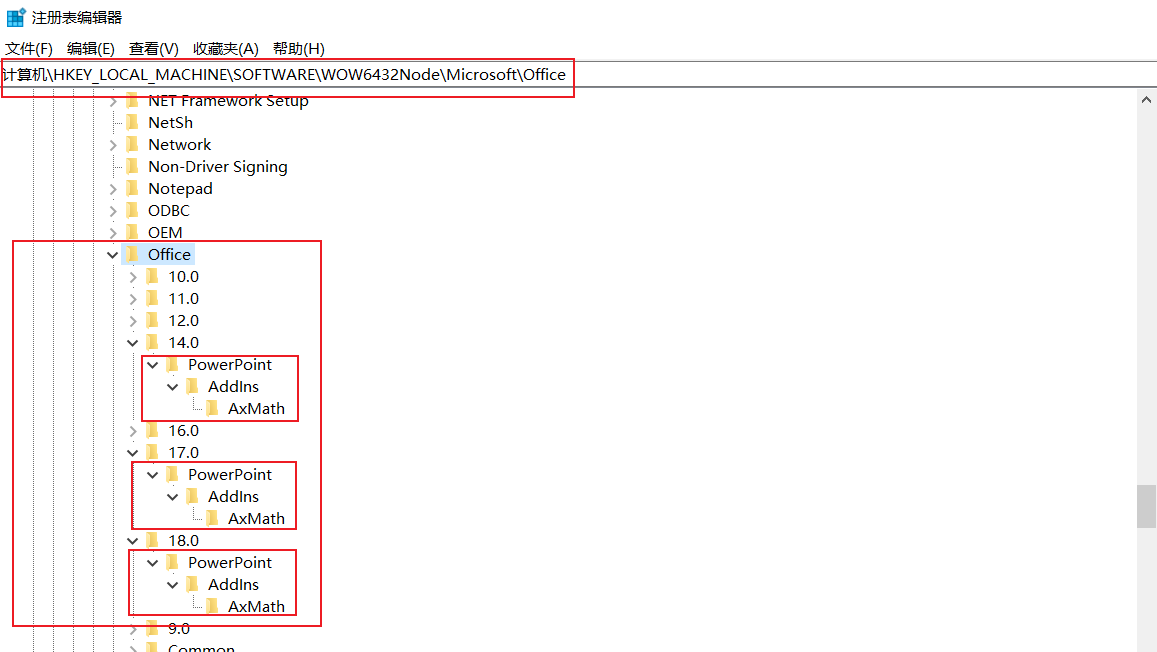 注册表编辑器
文件(F) 编辑(E) 查看(V) 收藏夹(A) 帮助(H)
计算机\HKEY_LOCAL_MACHINE\SOFTWARE\WOW6432Node\Microsoft\Office
NET Framework Setup
NetSh
Network
Non-Driver Signing
Notepad
ODBC
OEM
Office
10.0
11.0
12.0
14.0
PowerPoint
AddIns
AxMath
16.0
17.0
PowerPoint
AddIns
AxMath
18.0
PowerPoint
AddIns
AxMath
9.0
Common